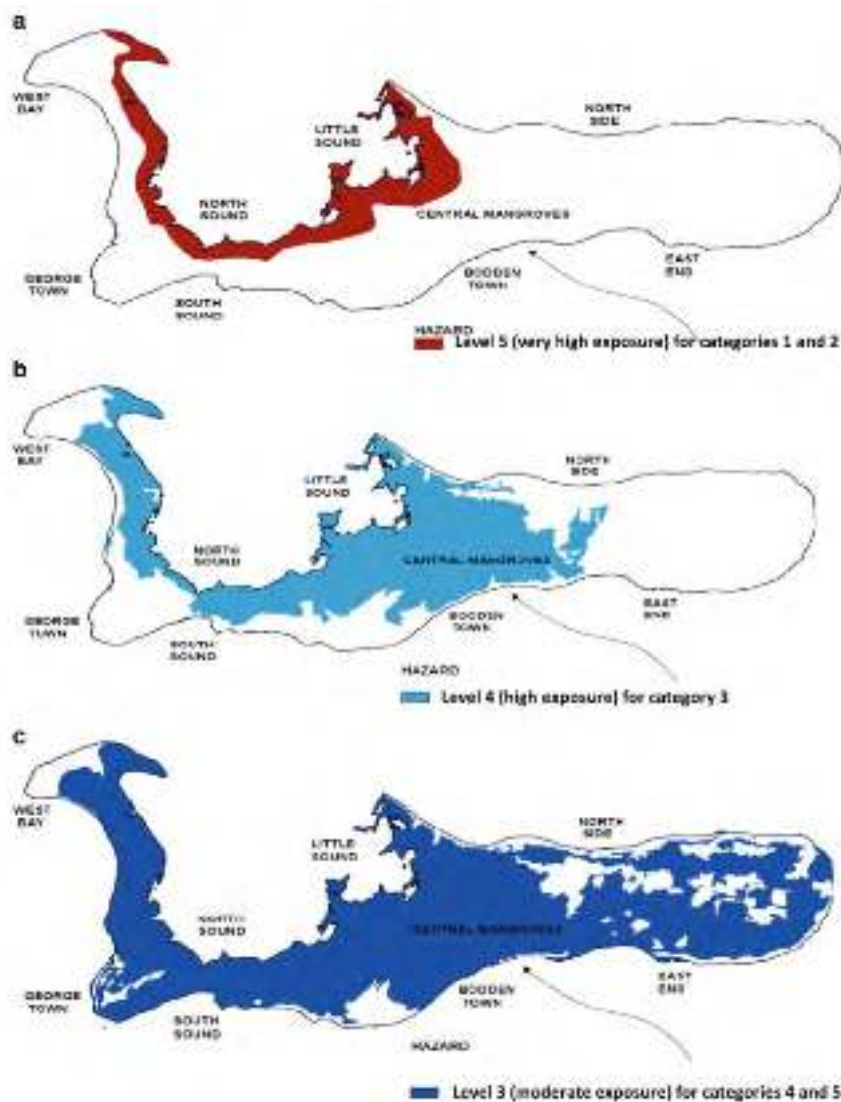 a
WEST
BAY
NORTH
SIDE
LITTLE
SOUND
NORTH
SOUND
CENTRAL MANGROVES
GEORGE
TOWN
SOUTH
SOUND
BODDEN
TOWN
EAST
END
HAZARD
Level 5 (very high exposure) for categories 1 and 2
b
WEST
BAY
NORTH
SIDE
LITTLE
SOUND
NORTH
SOUND
CENTRAL MANGROVES
GEORGE
TOWN
SOUTH
SOUND
BODDEN
TOWN
EAST
END
HAZARD
Level 4 (high exposure) for category 3
c
WEST
BAY
NORTH
SIDE
LITTLE
SOUND
NORTH
SOUND
CENTRAL MANGROVES
GEORGE
TOWN
SOUTH
SOUND
BODDEN
TOWN
EAST
END
HAZARD
Level 3 (moderate exposure) for categories 4 and 5